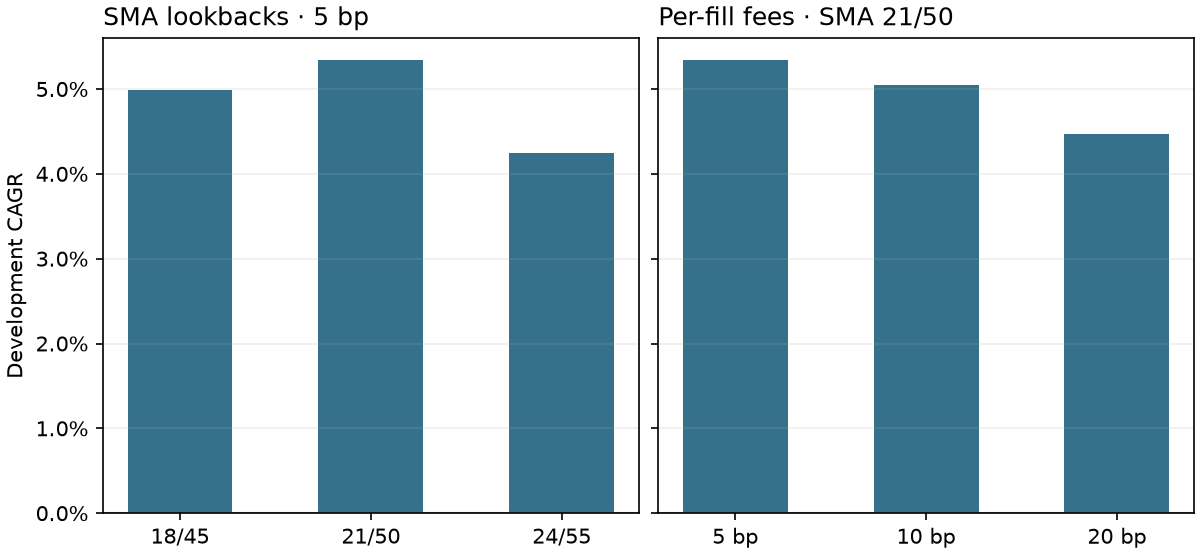 SMA lookbacks · 5 bp
Per-fill fees · SMA 21/50
Development CAGR
5.0%
4.0%
3.0%
2.0%
1.0%
0.0%
18/45
21/50
24/55
5 bp
10 bp
20 bp